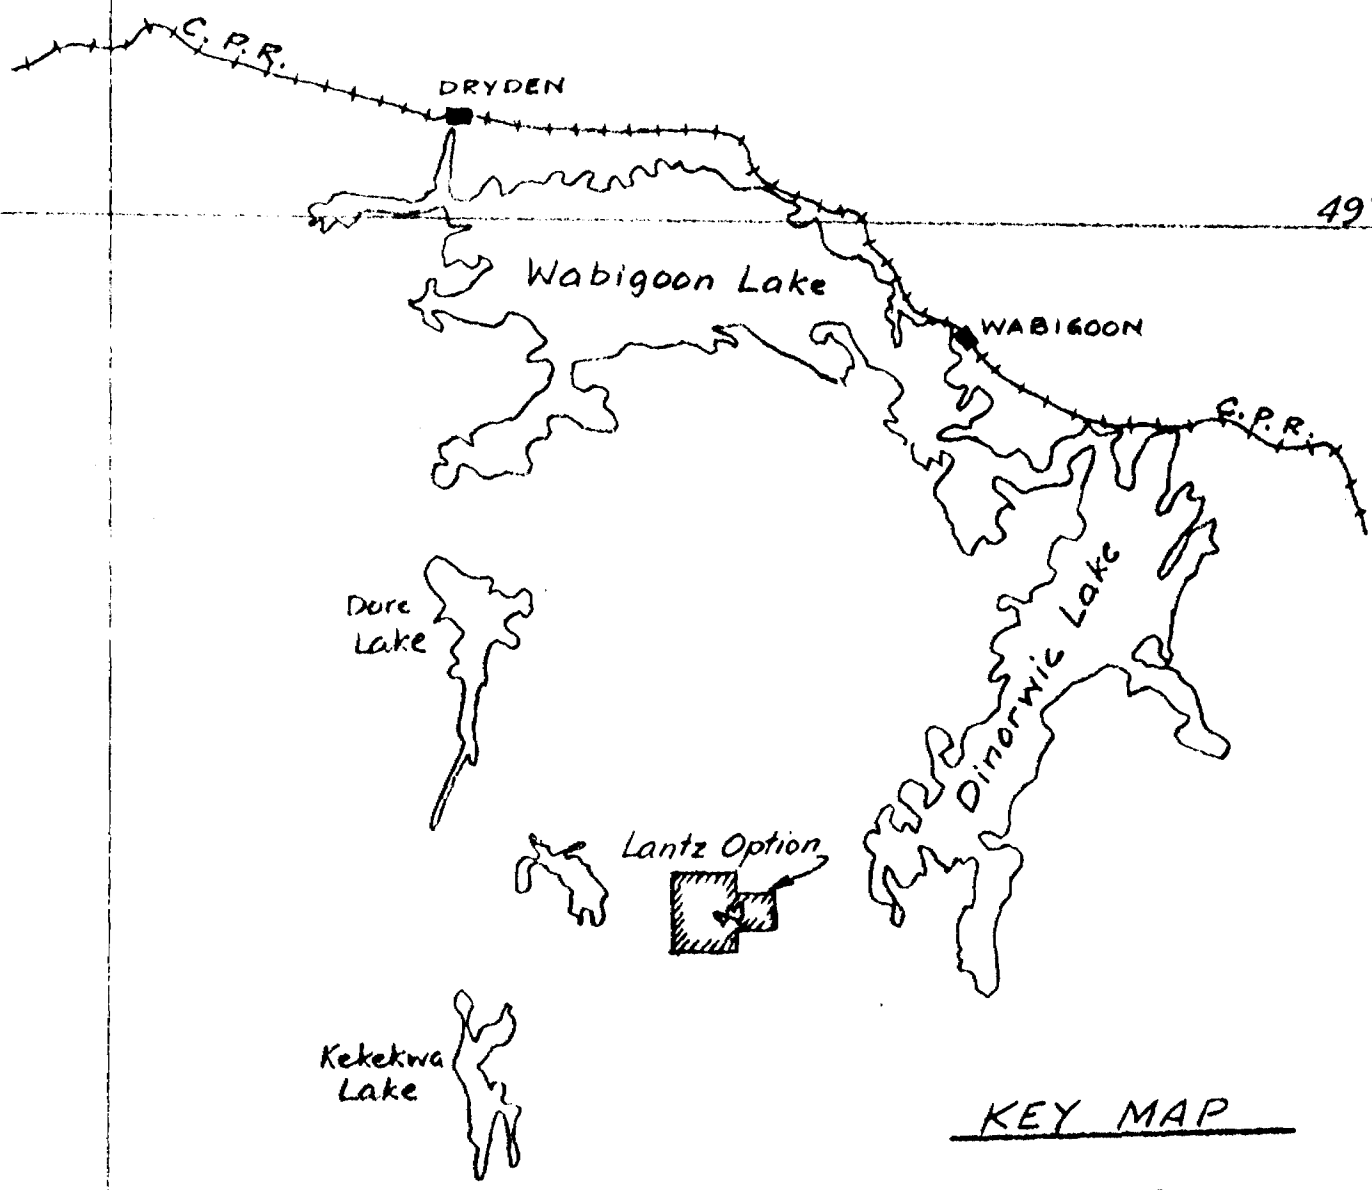 C. P. R.
DRYDEN
49°
Wabigoon Lake
WABIGOON
C. P. R.
Dore
Lake
Dinorwic Lake
Lantz Option
Kekekwa
Lake
KEY MAP